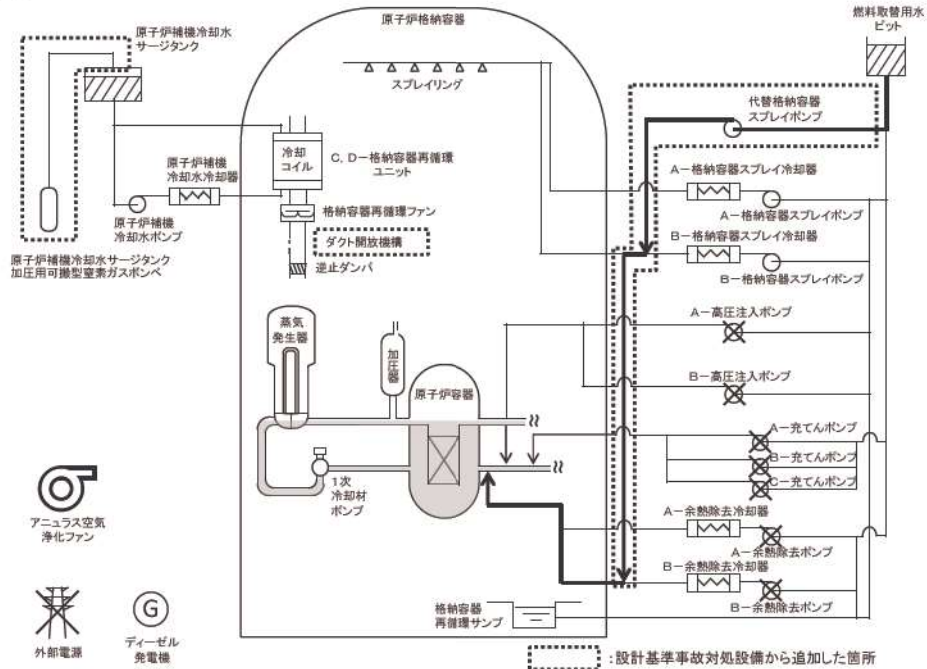 原子炉格納容器
燃料取替用水
ピット
原子炉補機冷却水
サージタンク
スプレイリング
代替格納容器
スプレイポンプ
冷却
コイル
C,D－格納容器再循環
ユニット
原子炉補機
冷却水冷却器
A－格納容器スプレイ冷却器
A－格納容器スプレイポンプ
格納容器再循環ファン
原子炉補機
冷却水ポンプ
ダクト開放機構
B－格納容器スプレイ冷却器
原子炉補機冷却水サージタンク
加圧用可搬型窒素ガスボンベ
逆止ダンパ
B－格納容器スプレイポンプ
蒸気
発生器
加圧器
A－高圧注入ポンプ
B－高圧注入ポンプ
原子炉容器
A－充てんポンプ
B－充てんポンプ
C－充てんポンプ
1次
冷却材
ポンプ
アニュラス空気
浄化ファン
A－余熱除去冷却器
A－余熱除去ポンプ
B－余熱除去冷却器
B－余熱除去ポンプ
格納容器
再循環サンプ
G
外部電源
ディーゼル
発電機
：設計基準事故対処設備から追加した箇所